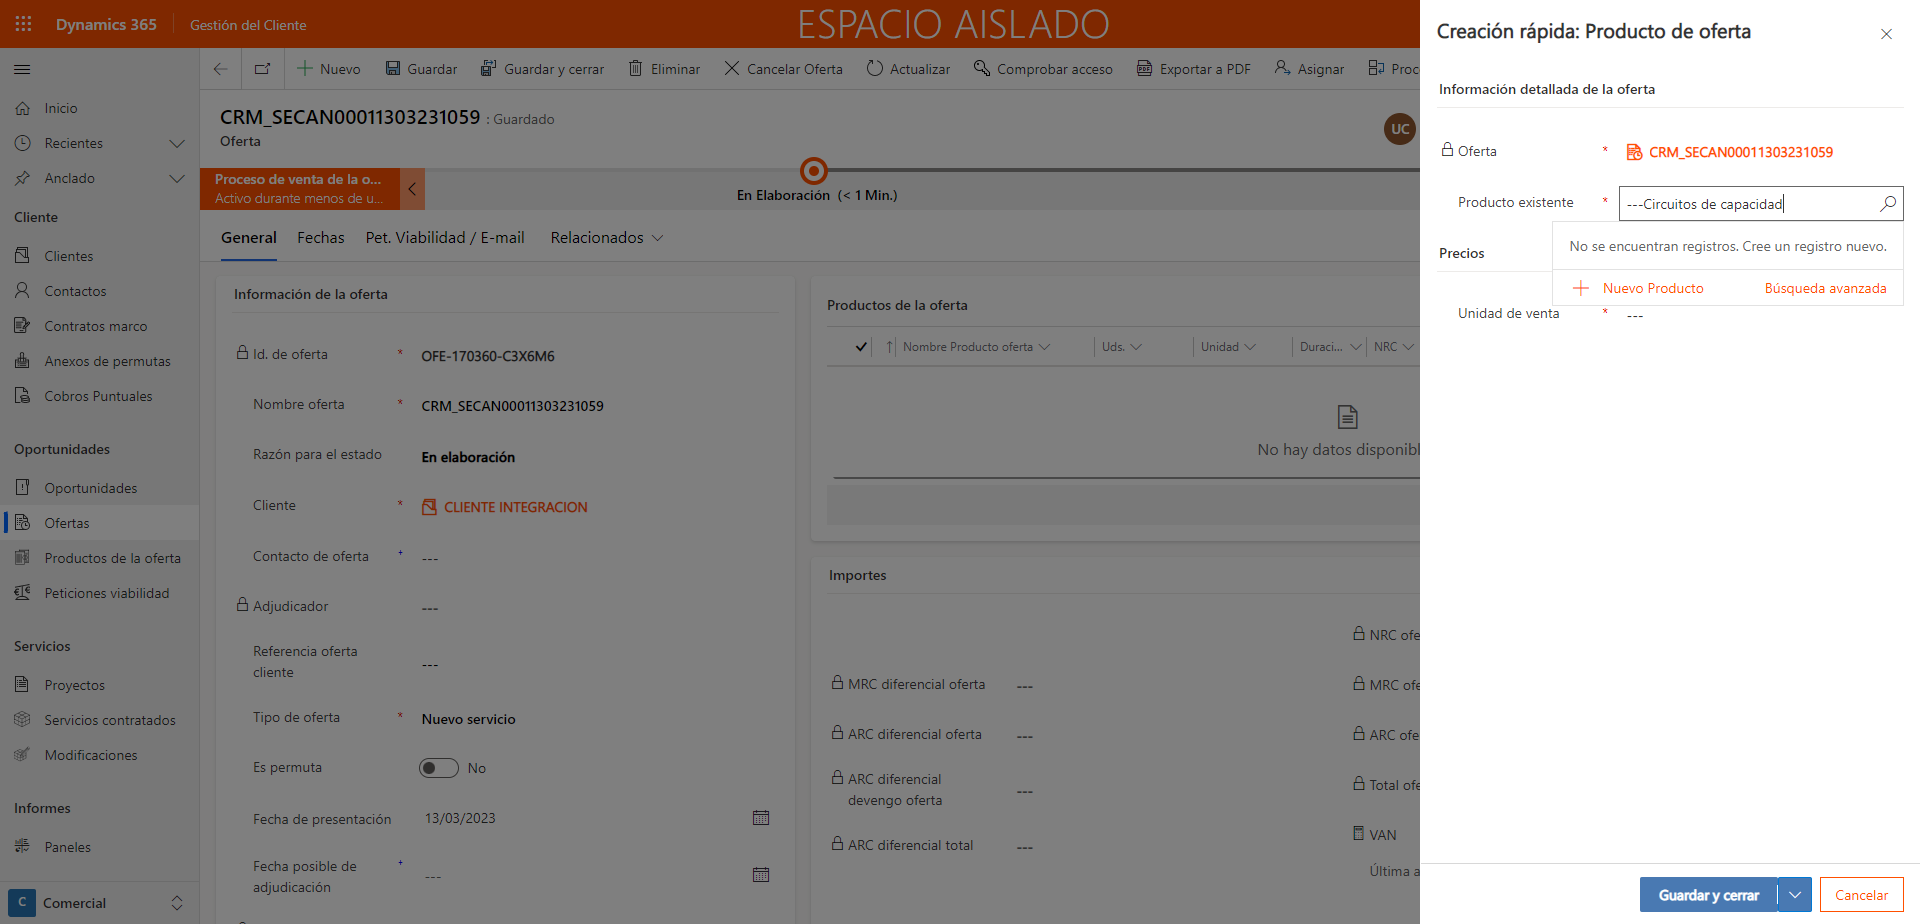 Dynamics 365
Gestión del Cliente
ESPACIO AISLADO
Nuevo
Guardar
Guardar y cerrar
Eliminar
Cancelar Oferta
Actualizar
Comprobar acceso
Exportar a PDF
Asignar
Proc
Inicio
Recientes
Anclado
Cliente
Clientes
Contactos
Contratos marco
Anexos de permutas
Cobros Puntuales
Oportunidades
Oportunidades
Ofertas
Productos de la oferta
Peticiones viabilidad
Servicios
Proyectos
Servicios contratados
Modificaciones
Informes
Paneles
C Comercial
CRM_SECAN00011303231059 : Guardado
Oferta
UC
Proceso de venta de la o...
Activo durante menos de u...
En Elaboración (< 1 Min.)
General
Fechas
Pet. Viabilidad / E-mail
Relacionados
Información de la oferta
Id. de oferta * OFE-170360-C3X6M6
Nombre oferta * CRM_SECAN00011303231059
Razón para el estado En elaboración
Cliente * CLIENTE INTEGRACION
Contacto de oferta + ---
Adjudicador ---
Referencia oferta
cliente
---
Tipo de oferta * Nuevo servicio
Es permuta No
Fecha de presentación 13/03/2023
Fecha posible de
adjudicación
+ ---
Productos de la oferta
Nombre Producto oferta
Uds.
Unidad
Duraci...
NRC
PDF
No hay datos disponibl
Importes
NRC ofe
MRC diferencial oferta ---
MRC ofe
ARC diferencial oferta ---
ARC ofe
ARC diferencial
devengo oferta
---
Total ofe
VAN
ARC diferencial total ---
Última a
Creación rápida: Producto de oferta
Información detallada de la oferta
Oferta * CRM_SECAN00011303231059
Producto existente * ---Circuitos de capacidad
No se encuentran registros. Cree un registro nuevo.
Nuevo Producto
Búsqueda avanzada
Precios
Unidad de venta * ---
Guardar y cerrar
Cancelar